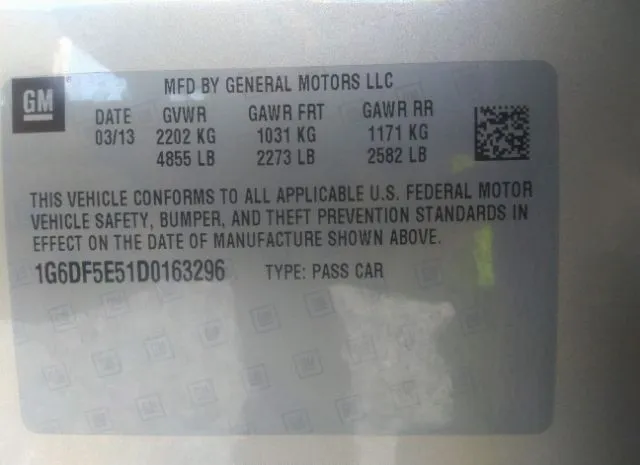 GM
MFD BY GENERAL MOTORS LLC
DATE GVWR GAWR FRT GAWR RR
03/13 2202 KG 1031 KG 1171 KG
4855 LB 2273 LB 2582 LB
THIS VEHICLE CONFORMS TO ALL APPLICABLE U.S. FEDERAL MOTOR
VEHICLE SAFETY, BUMPER, AND THEFT PREVENTION STANDARDS IN
EFFECT ON THE DATE OF MANUFACTURE SHOWN ABOVE.
1G6DF5E51D0163296 TYPE: PASS CAR